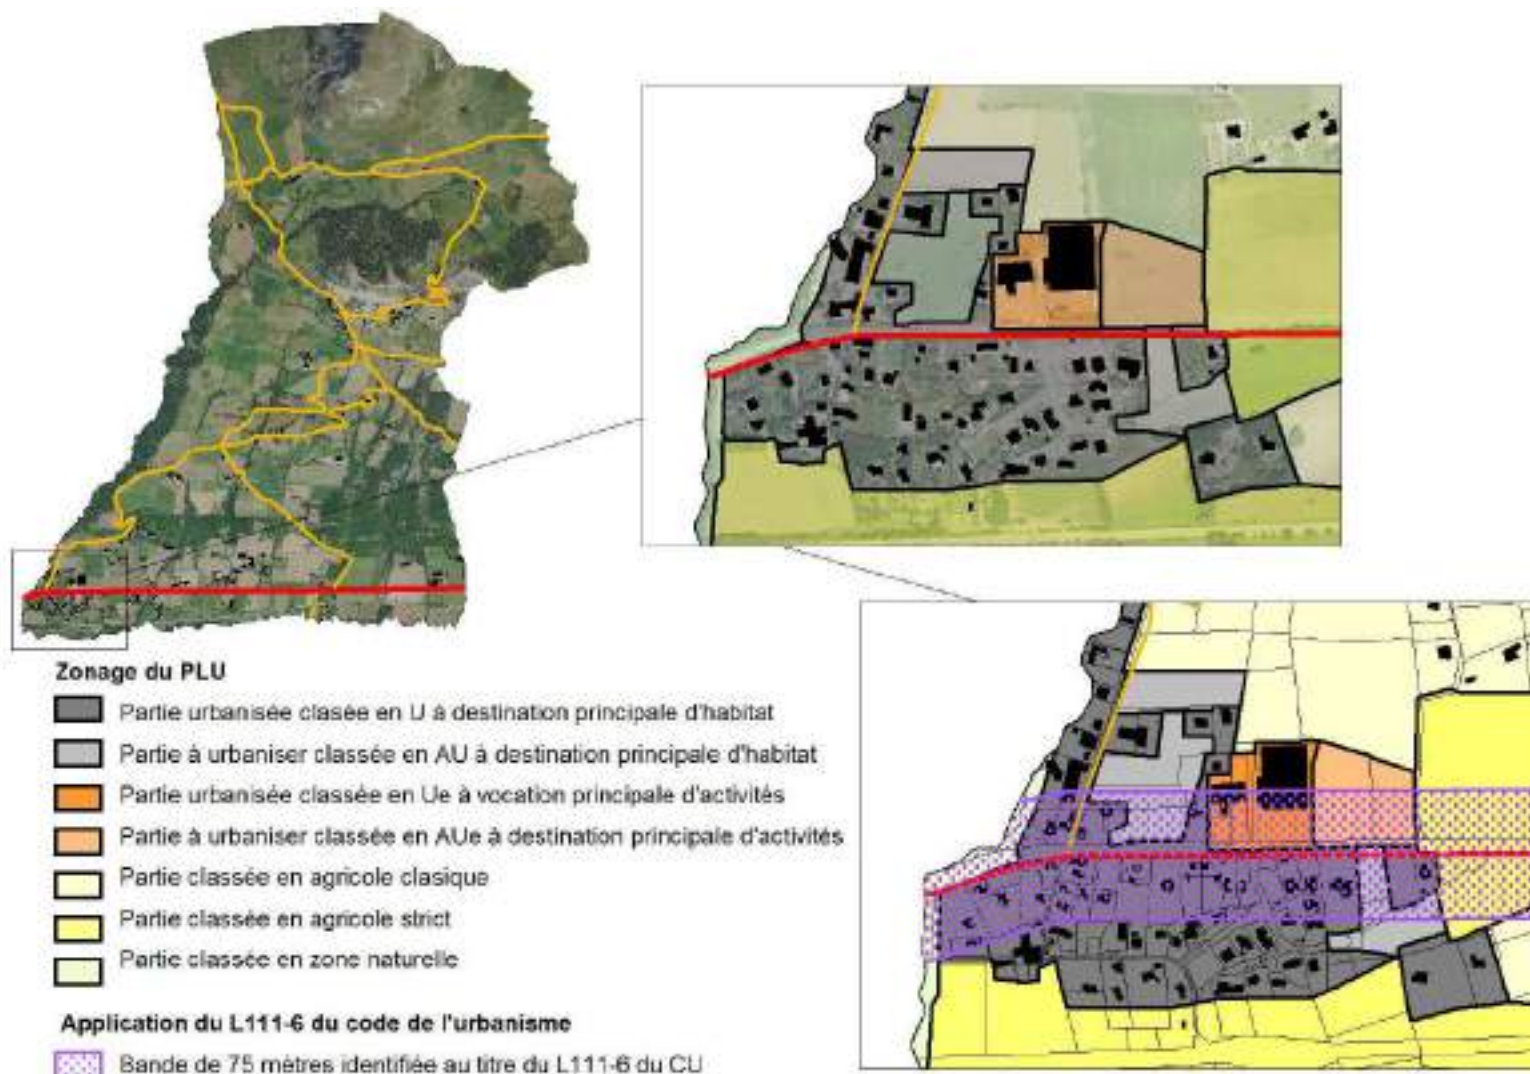 Zonage du PLU
Partie urbanisée clasée en U à destination principale d'habitat
Partie à urbaniser classée en AU à destination principale d'habitat
Partie urbanisée classée en Ue à vocation principale d'activités
Partie à urbaniser classée en AUe à destination principale d'activités
Partie classée en agricole clasique
Partie classée en agricole strict
Partie classée en zone naturelle
Application du L111-6 du code de l'urbanisme
Bande de 75 mètres identifiée au titre du L111-6 du CU